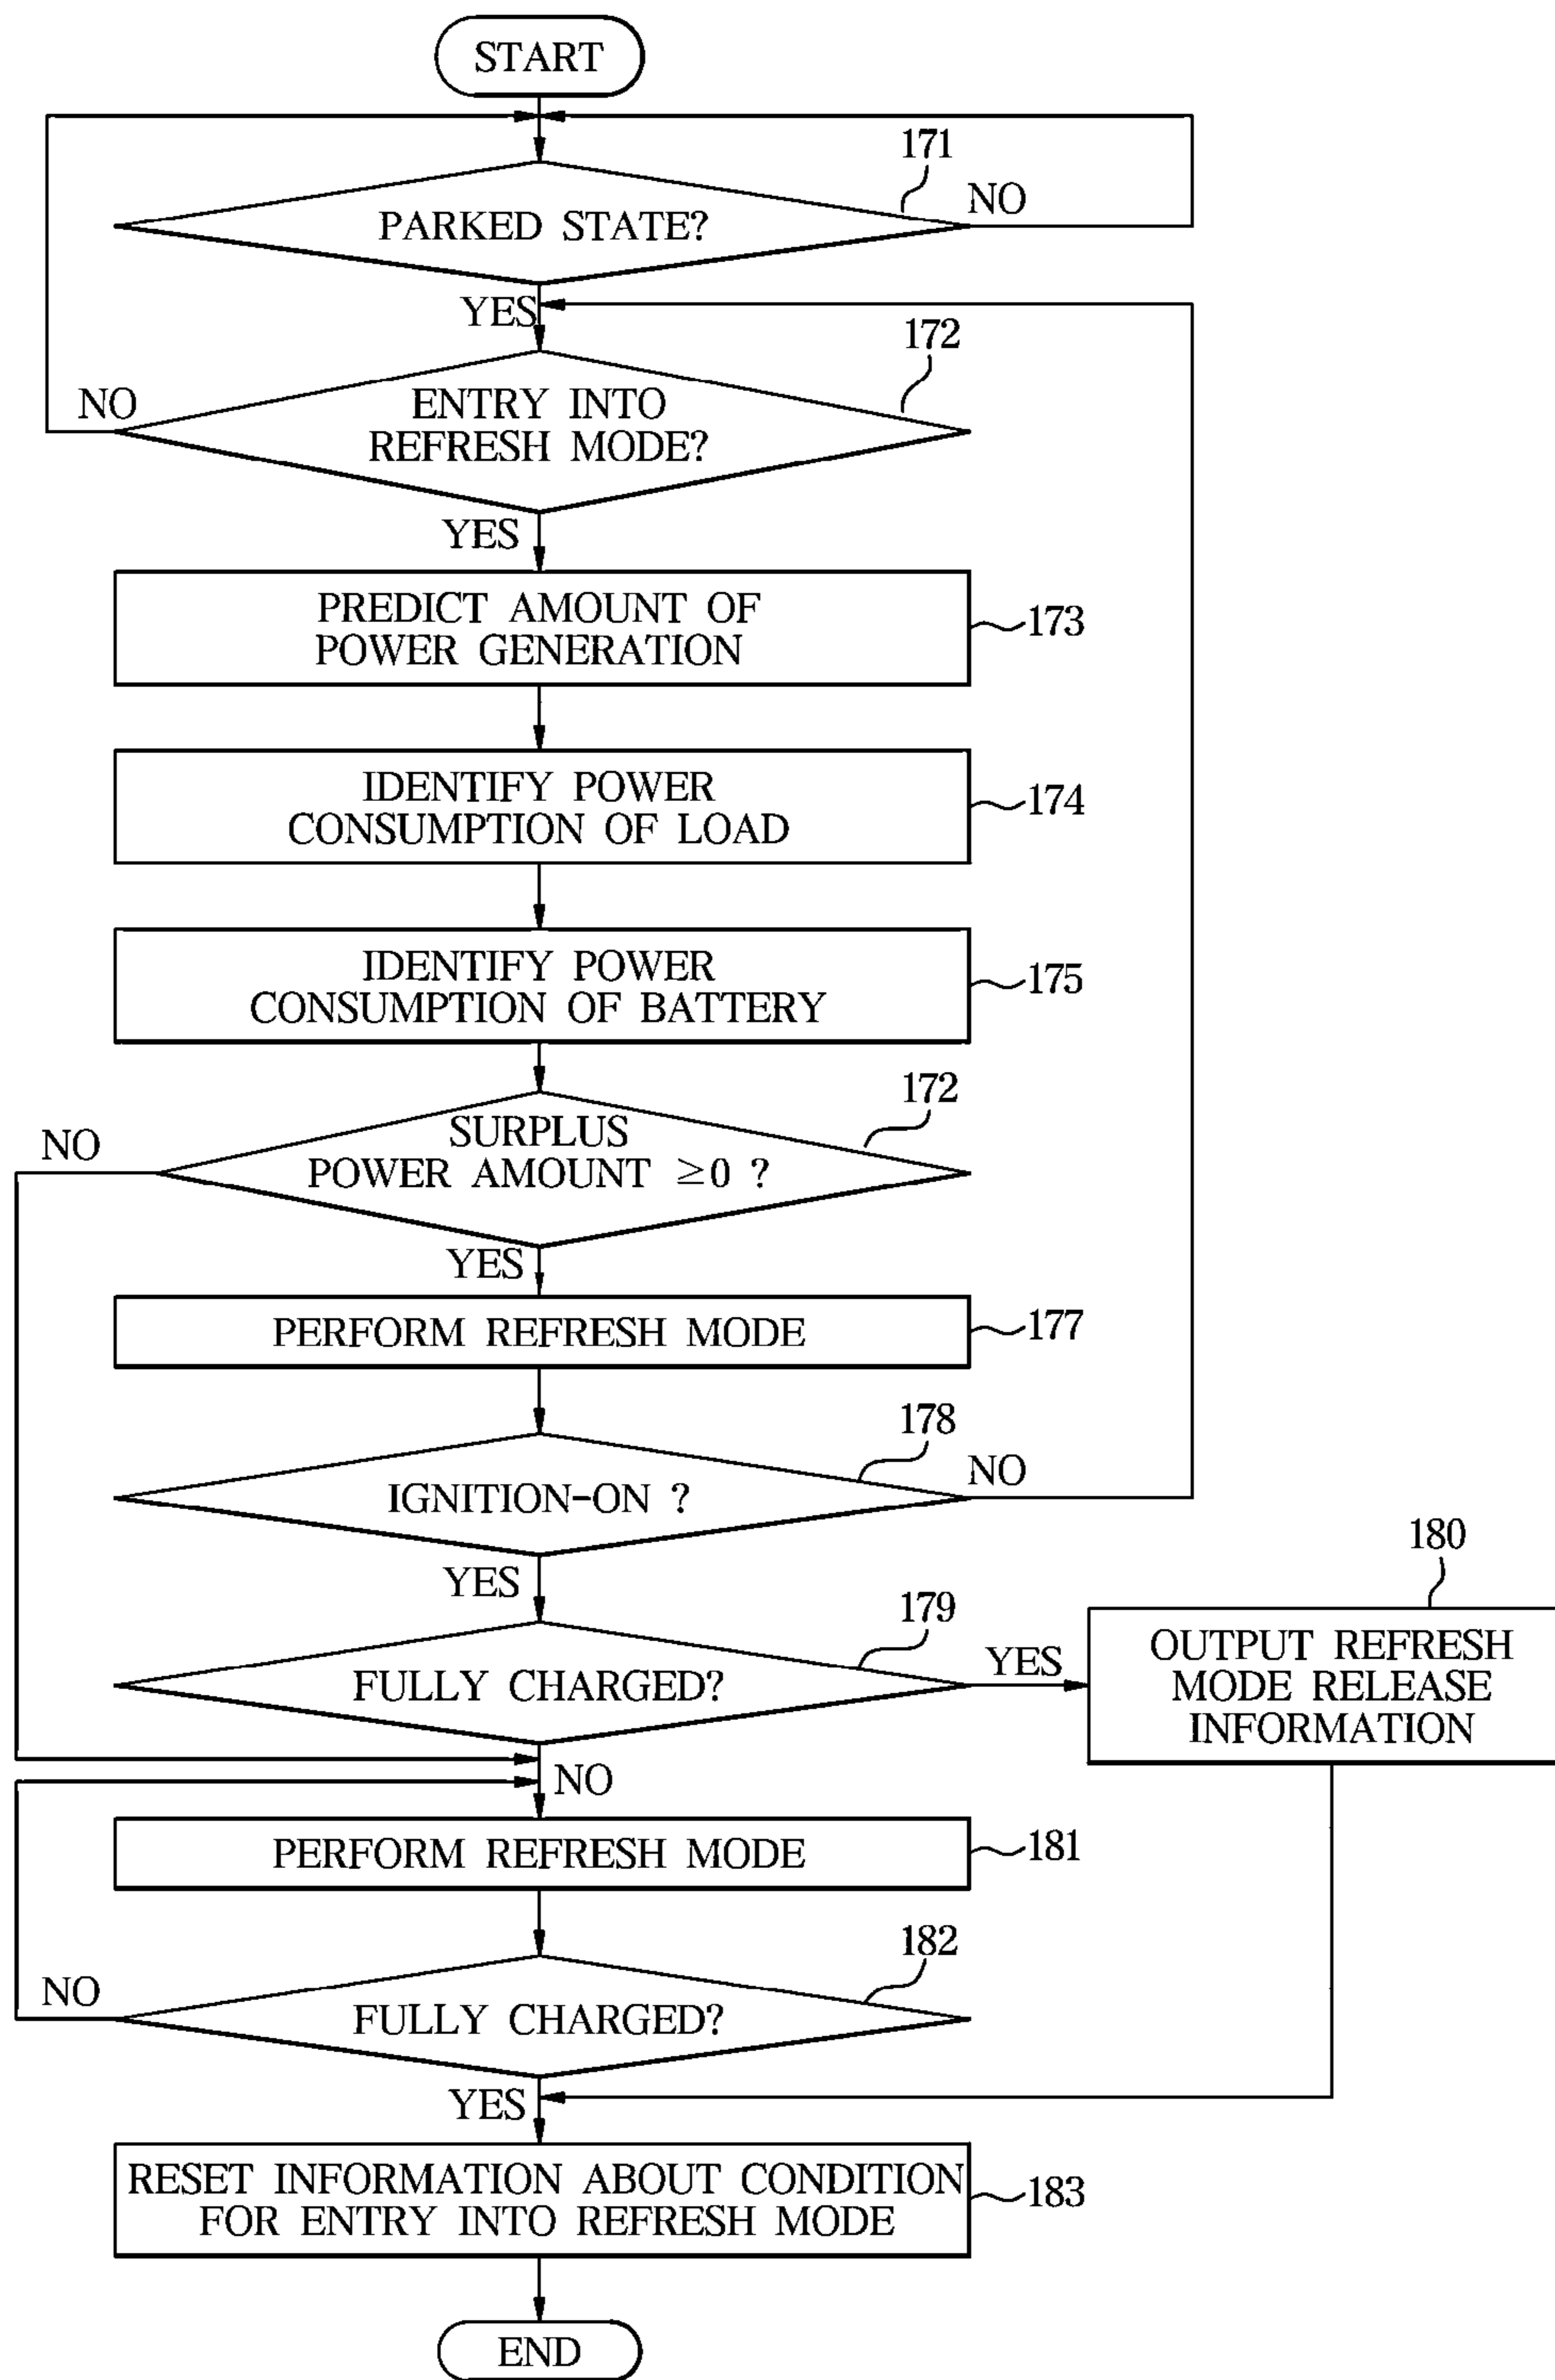 START
171
NO
PARKED STATE?
YES
172
NO
ENTRY INTO
REFRESH MODE?
YES
PREDICT AMOUNT OF
POWER GENERATION
173
IDENTIFY POWER
CONSUMPTION OF LOAD
174
IDENTIFY POWER
CONSUMPTION OF BATTERY
175
172
NO
SURPLUS
POWER AMOUNT ≥0 ?
YES
PERFORM REFRESH MODE
177
178
NO
IGNITION-ON ?
YES
179
FULLY CHARGED?
YES
180
OUTPUT REFRESH
MODE RELEASE
INFORMATION
NO
PERFORM REFRESH MODE
181
182
NO
FULLY CHARGED?
YES
RESET INFORMATION ABOUT CONDITION
FOR ENTRY INTO REFRESH MODE
183
END